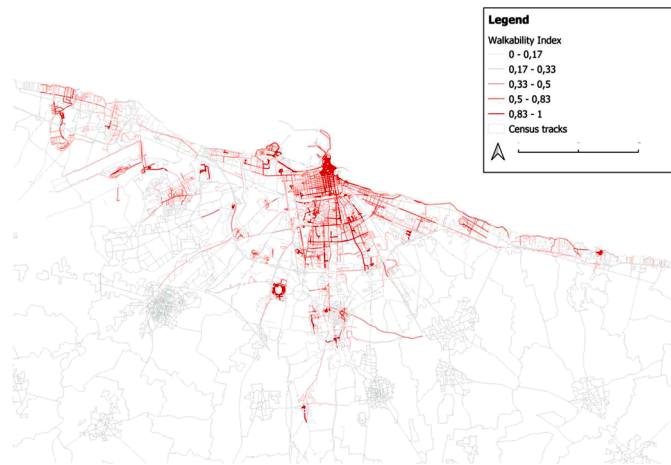 Legend
Walkability Index
0 - 0,17
0,17 - 0,33
0,33 - 0,5
0,5 - 0,83
0,83 - 1
Census tracks